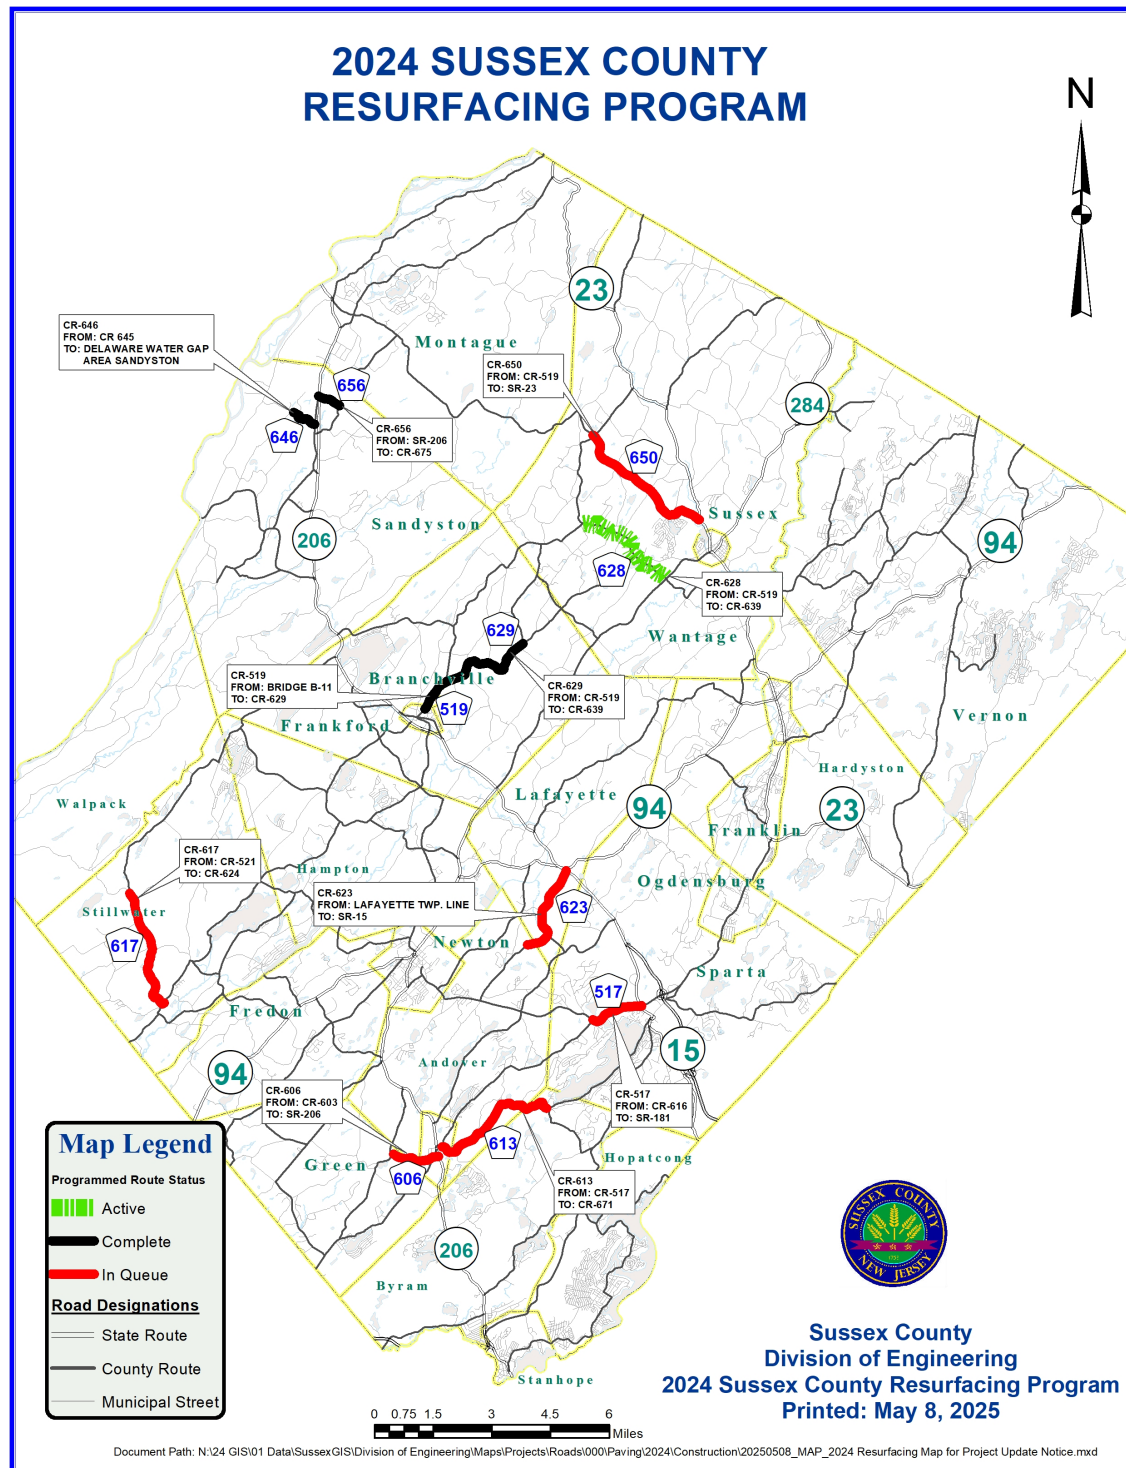 2024 SUSSEX COUNTY
RESURFACING PROGRAM
N
23
CR-646
FROM: CR 645
TO: DELAWARE WATER GAP
AREA SANDYSTON
Montague
CR-650
FROM: CR-519
TO: SR-23
656
284
646
CR-656
FROM: SR-206
TO: CR-675
650
Sussex
Sandyston
206
94
628
CR-628
FROM: CR-519
TO: CR-639
629
Wantage
CR-519
FROM: BRIDGE B-11
TO: CR-629
Branchville
CR-629
FROM: CR-519
TO: CR-639
519
Frankford
Vernon
Hardyston
Walpack
Lafayette
94
23
Franklin
CR-617
FROM: CR-521
TO: CR-624
Hampton
Ogdensburg
CR-623
FROM: LAFAYETTE TWP. LINE
TO: SR-15
Stillwater
623
617
Newton
Sparta
517
Fredon
15
Andover
94
CR-606
FROM: CR-603
TO: SR-206
CR-517
FROM: CR-616
TO: SR-181
613
Hopatcong
Green
606
CR-613
FROM: CR-517
TO: CR-671
206
Byram
Stanhope
Map Legend
Programmed Route Status
Active
Complete
In Queue
Road Designations
State Route
County Route
Municipal Street
SUSSEX COUNTY
1753
NEW JERSEY
Sussex County
Division of Engineering
2024 Sussex County Resurfacing Program
Printed: May 8, 2025
0 0.75 1.5 3 4.5 6
Miles
Document Path: N:\24 GIS\01 Data\SussexGIS\Division of Engineering\Maps\Projects\Roads\000\Paving\2024\Construction\20250508_MAP_2024 Resurfacing Map for Project Update Notice.mxd